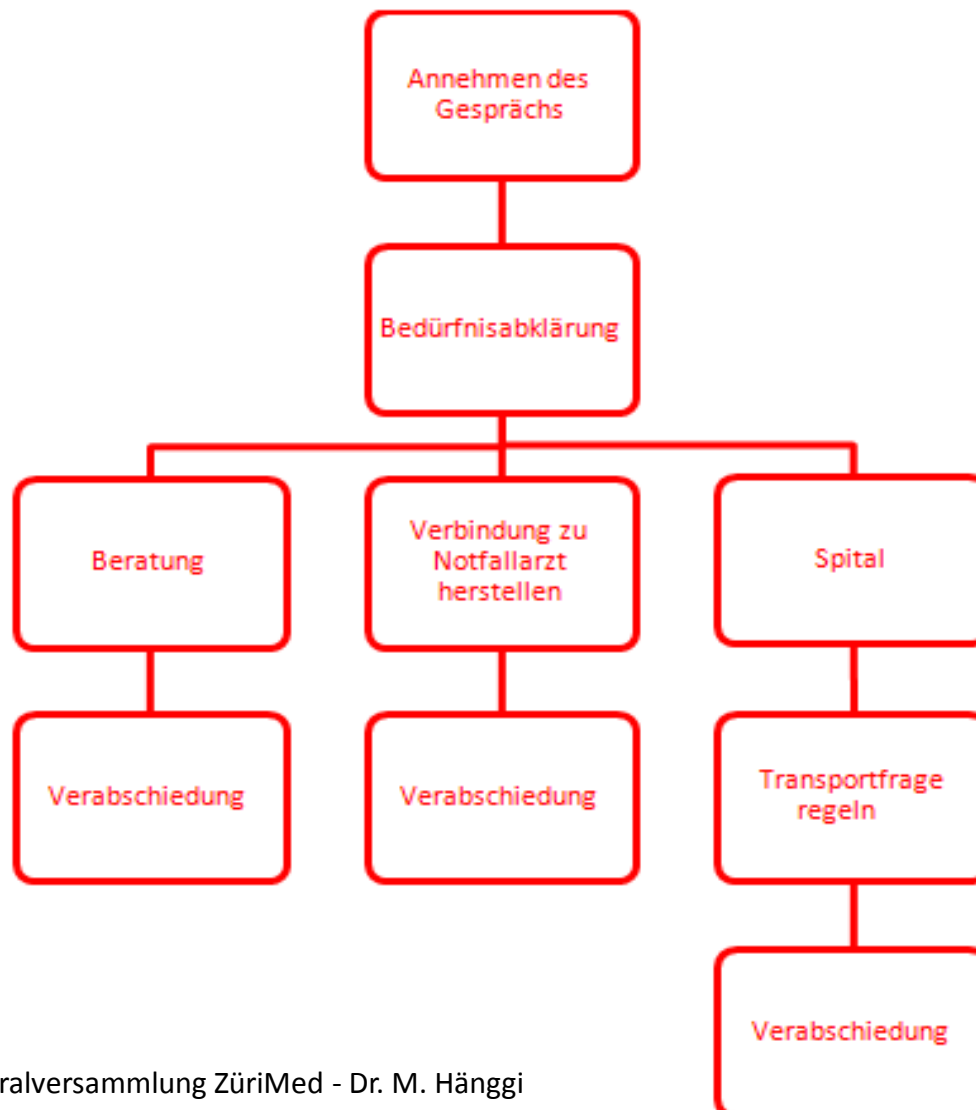 Annehmen des
Gesprächs
Bedürfnisabklärung
Beratung
Verbindung zu
Notfallarzt
herstellen
Spital
Verabschiedung
Verabschiedung
Transportfrage
regeln
Verabschiedung
ralversammlung ZüriMed - Dr. M. Hänggi